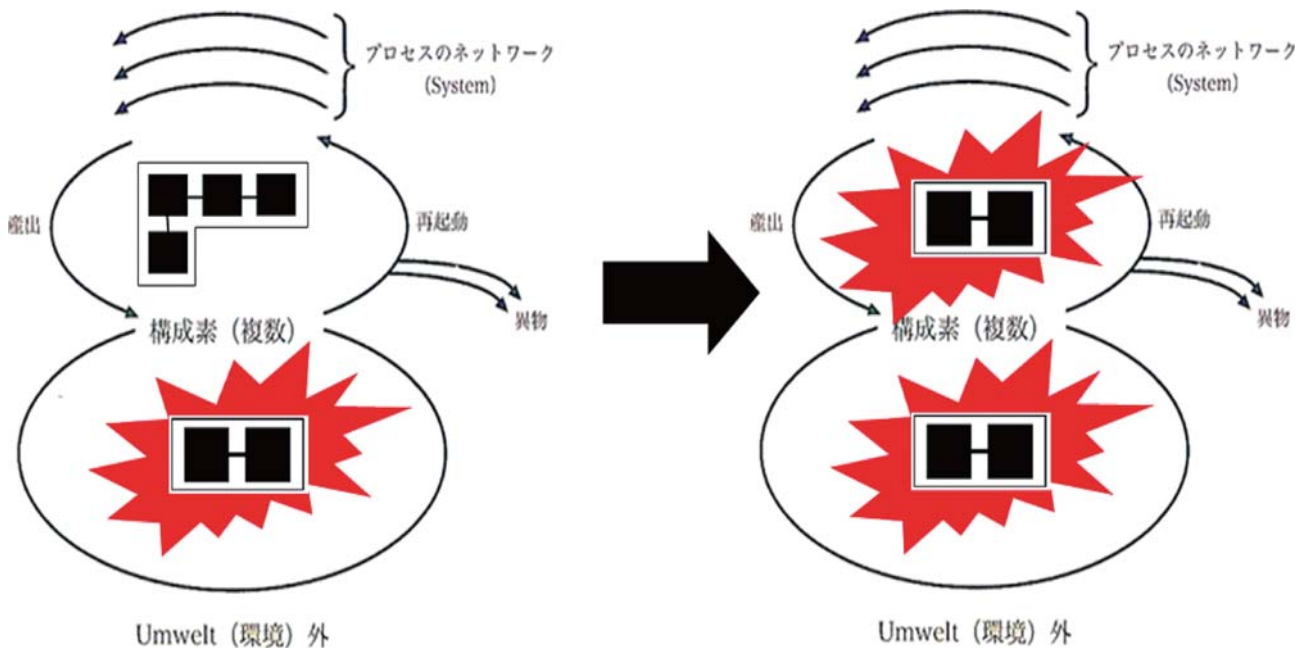 プロセスのネットワーク
(System)
産出
再起動
異物
構成素（複数）
Umwelt（環境）外
プロセスのネットワーク
(System)
産出
再起動
異物
構成素（複数）
Umwelt（環境）外